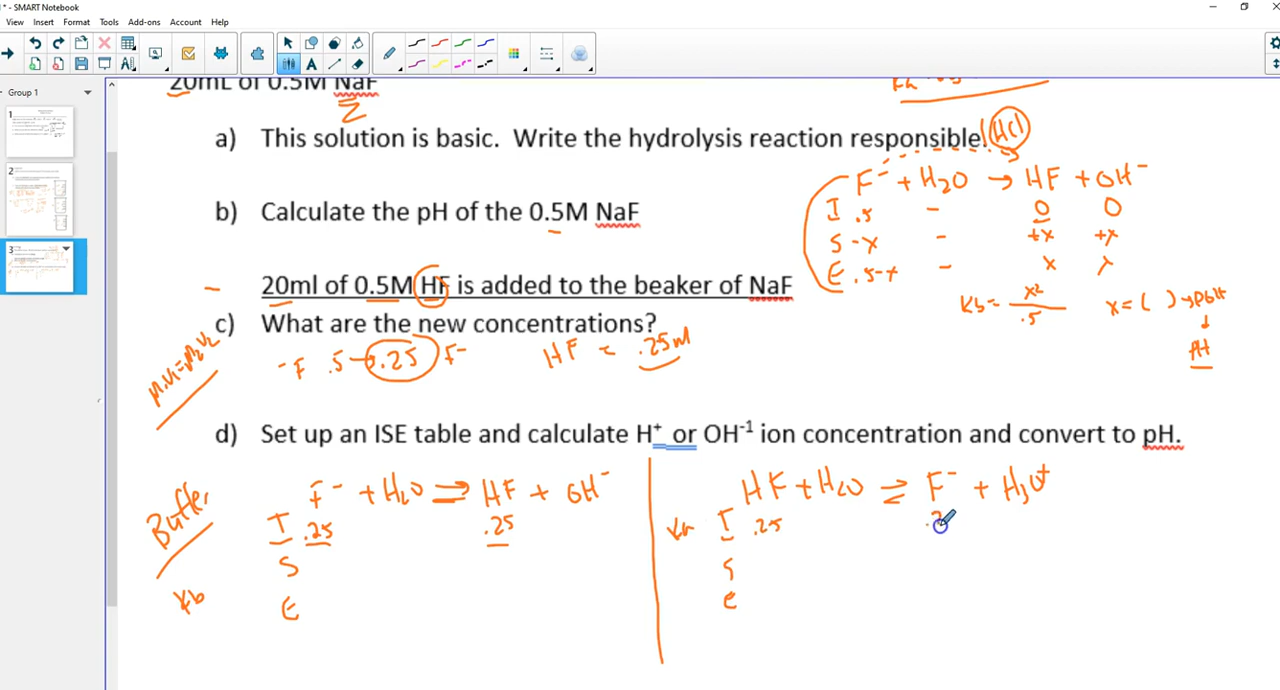 * - SMART Notebook
View Insert Format Tools Add-ons Account Help
Group 1
1
2
3
20mL of 0.5M NaF
a) This solution is basic. Write the hydrolysis reaction responsible.
HCl
F⁻ + H2O → HF + OH⁻
I .5 - 0 0
S -x - +x +x
E .5-x - x x
b) Calculate the pH of the 0.5M NaF
Kb = x²/.5 x = ( ) → pOH
↓
pH
- 20ml of 0.5M HF is added to the beaker of NaF
c) What are the new concentrations?
M1V1=M2V2
-F .5 → .25 F⁻ HF = .25M
d) Set up an ISE table and calculate H⁺ or OH⁻¹ ion concentration and convert to pH.
Buffer
Kb
F⁻ + H2O ⇌ HF + OH⁻
I .25 .25
S
E
HF + H2O ⇌ F⁻ + H3O⁺
Ka I .25
S
E